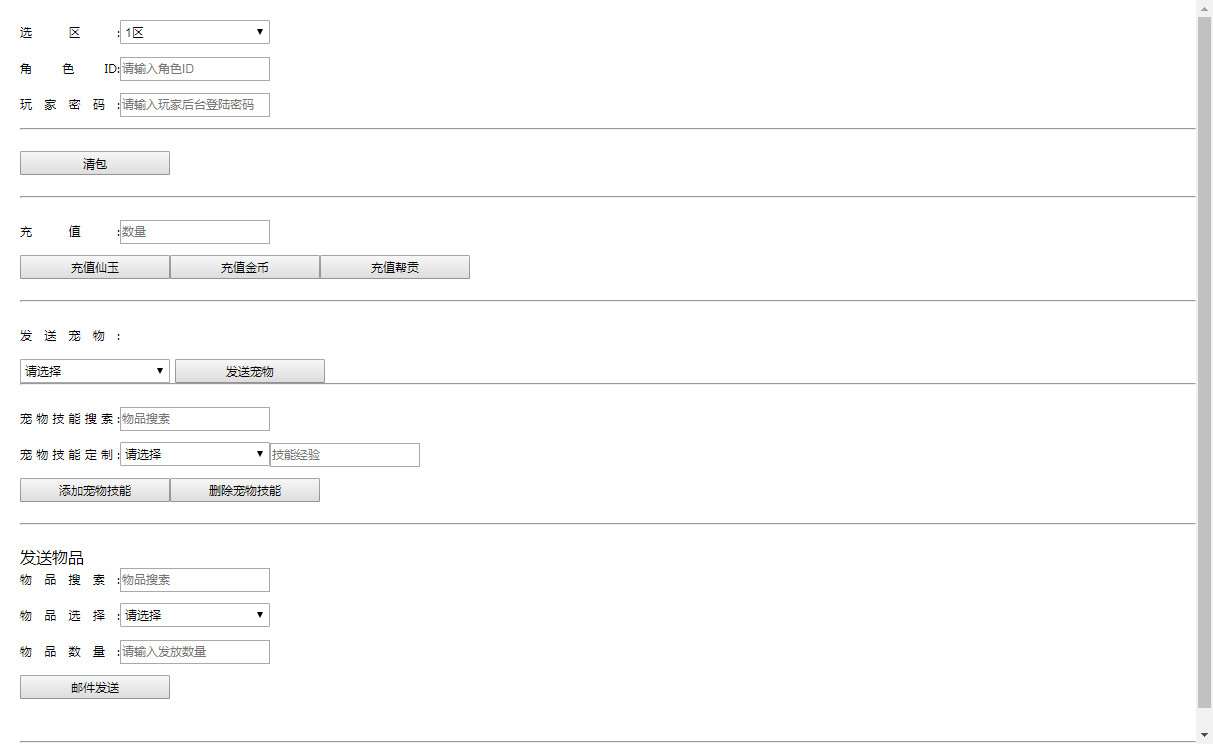 选 区 : 1区
角 色 ID: 请输入角色ID
玩 家 密 码 : 请输入玩家后台登陆密码
清包
充 值 : 数量
充值仙玉 充值金币 充值帮贡
发 送 宠 物 :
请选择 发送宠物
宠物技能搜索: 物品搜索
宠物技能定制: 请选择 技能经验
添加宠物技能 删除宠物技能
发送物品
物 品 搜 索 : 物品搜索
物 品 选 择 : 请选择
物 品 数 量 : 请输入发放数量
邮件发送